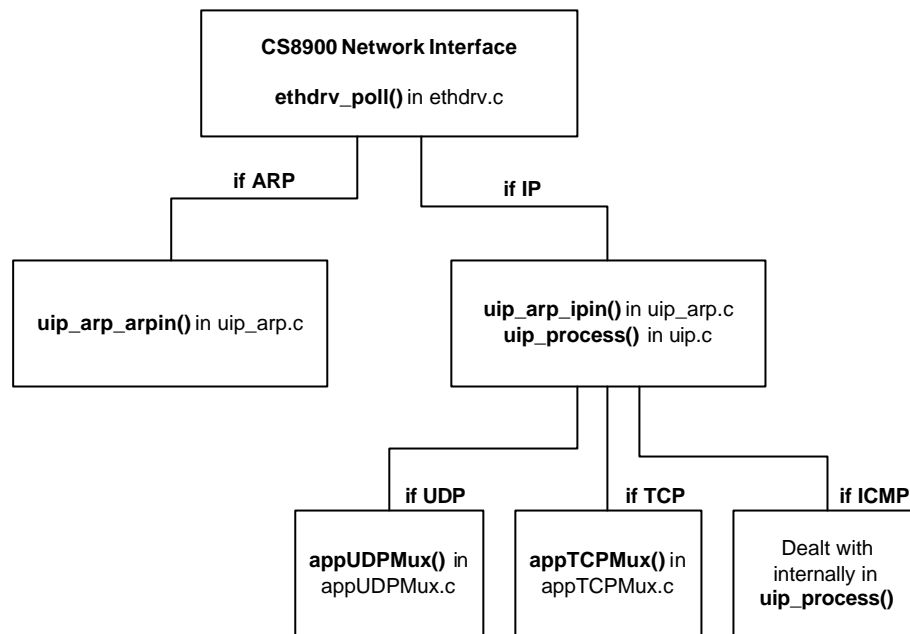 CS8900 Network Interface
ethdrv_poll() in ethdrv.c
if ARP
if IP
uip_arp_arpin() in uip_arp.c
uip_arp_ipin() in uip_arp.c
uip_process() in uip.c
if UDP
if TCP
if ICMP
appUDPMux() in
appUDPMux.c
appTCPMux() in
appTCPMux.c
Dealt with
internally in
uip_process()